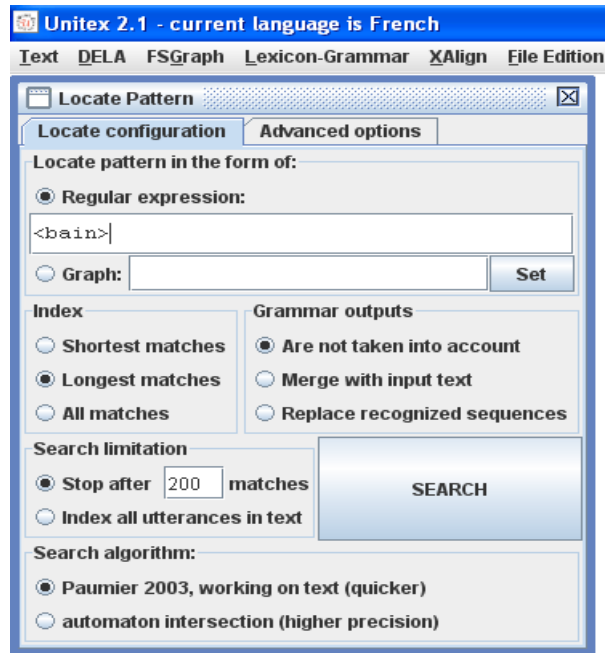 Unitex 2.1 - current language is French
Text DELA FSGraph Lexicon-Grammar XAlign File Edition
Locate Pattern
Locate configuration Advanced options
Locate pattern in the form of:
Regular expression:
<bain>
Graph: Set
Index Grammar outputs
Shortest matches Are not taken into account
Longest matches Merge with input text
All matches Replace recognized sequences
Search limitation
Stop after 200 matches SEARCH
Index all utterances in text
Search algorithm:
Paumier 2003, working on text (quicker)
automaton intersection (higher precision)